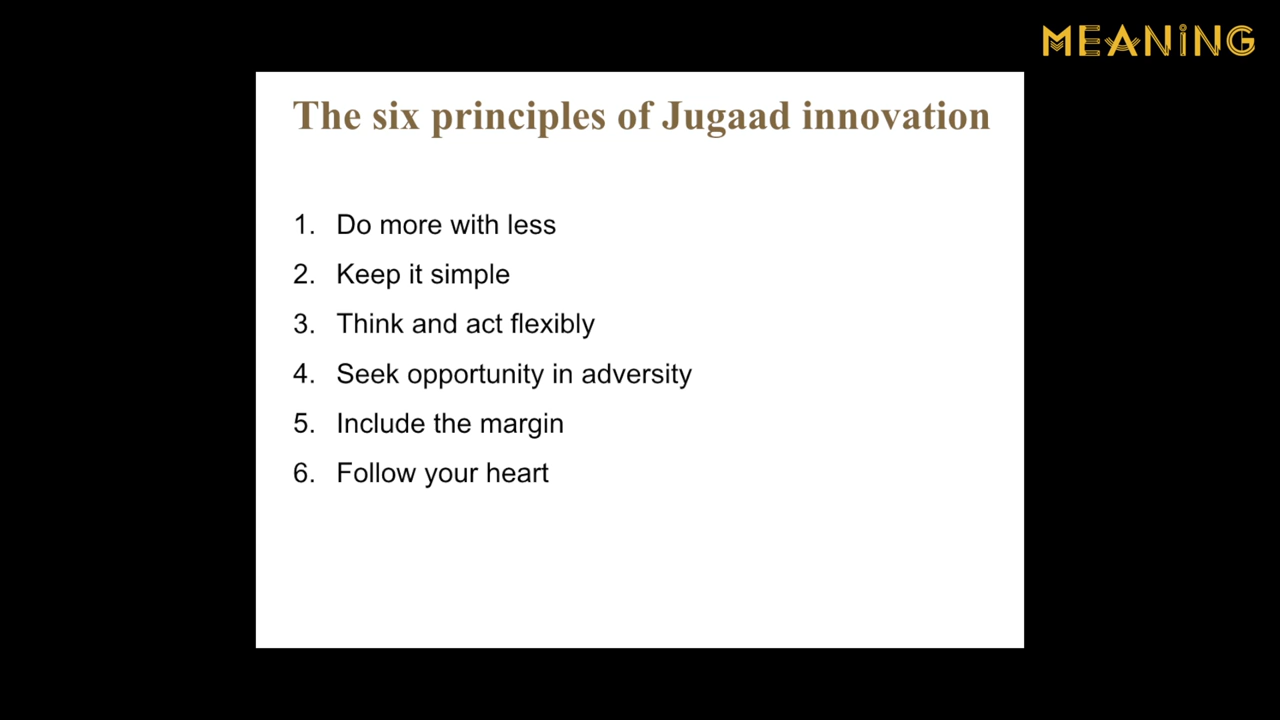 MEANiNG
The six principles of Jugaad innovation
1. Do more with less
2. Keep it simple
3. Think and act flexibly
4. Seek opportunity in adversity
5. Include the margin
6. Follow your heart